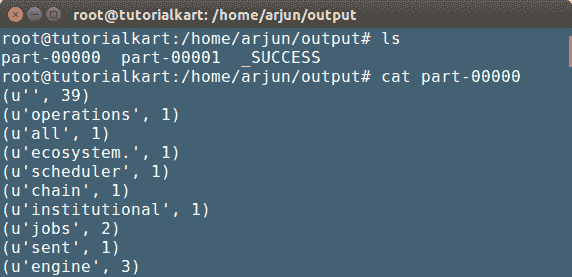 root@tutorialkart: /home/arjun/output
root@tutorialkart:/home/arjun/output# ls
part-00000  part-00001  _SUCCESS
root@tutorialkart:/home/arjun/output# cat part-00000
(u'', 39)
(u'operations', 1)
(u'all', 1)
(u'ecosystem.', 1)
(u'scheduler', 1)
(u'chain', 1)
(u'institutional', 1)
(u'jobs', 2)
(u'sent', 1)
(u'engine', 3)